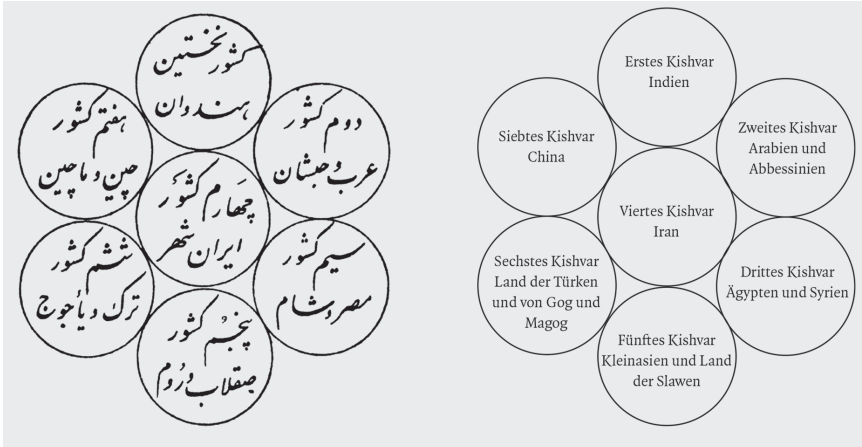 کشور نخستین
هندوان
دوم کشور
عرب و حبشان
سیم کشور
مصر و شام
چهارم کشور
ایران شهر
پنجم کشور
صقلاب و روم
ششم کشور
ترک و یأجوج
هفتم کشور
چین و ماچین
Erstes Kishvar
Indien
Zweites Kishvar
Arabien und
Abbessinien
Drittes Kishvar
Ägypten und Syrien
Viertes Kishvar
Iran
Fünftes Kishvar
Kleinasien und Land
der Slawen
Sechstes Kishvar
Land der Türken
und von Gog und
Magog
Siebtes Kishvar
China